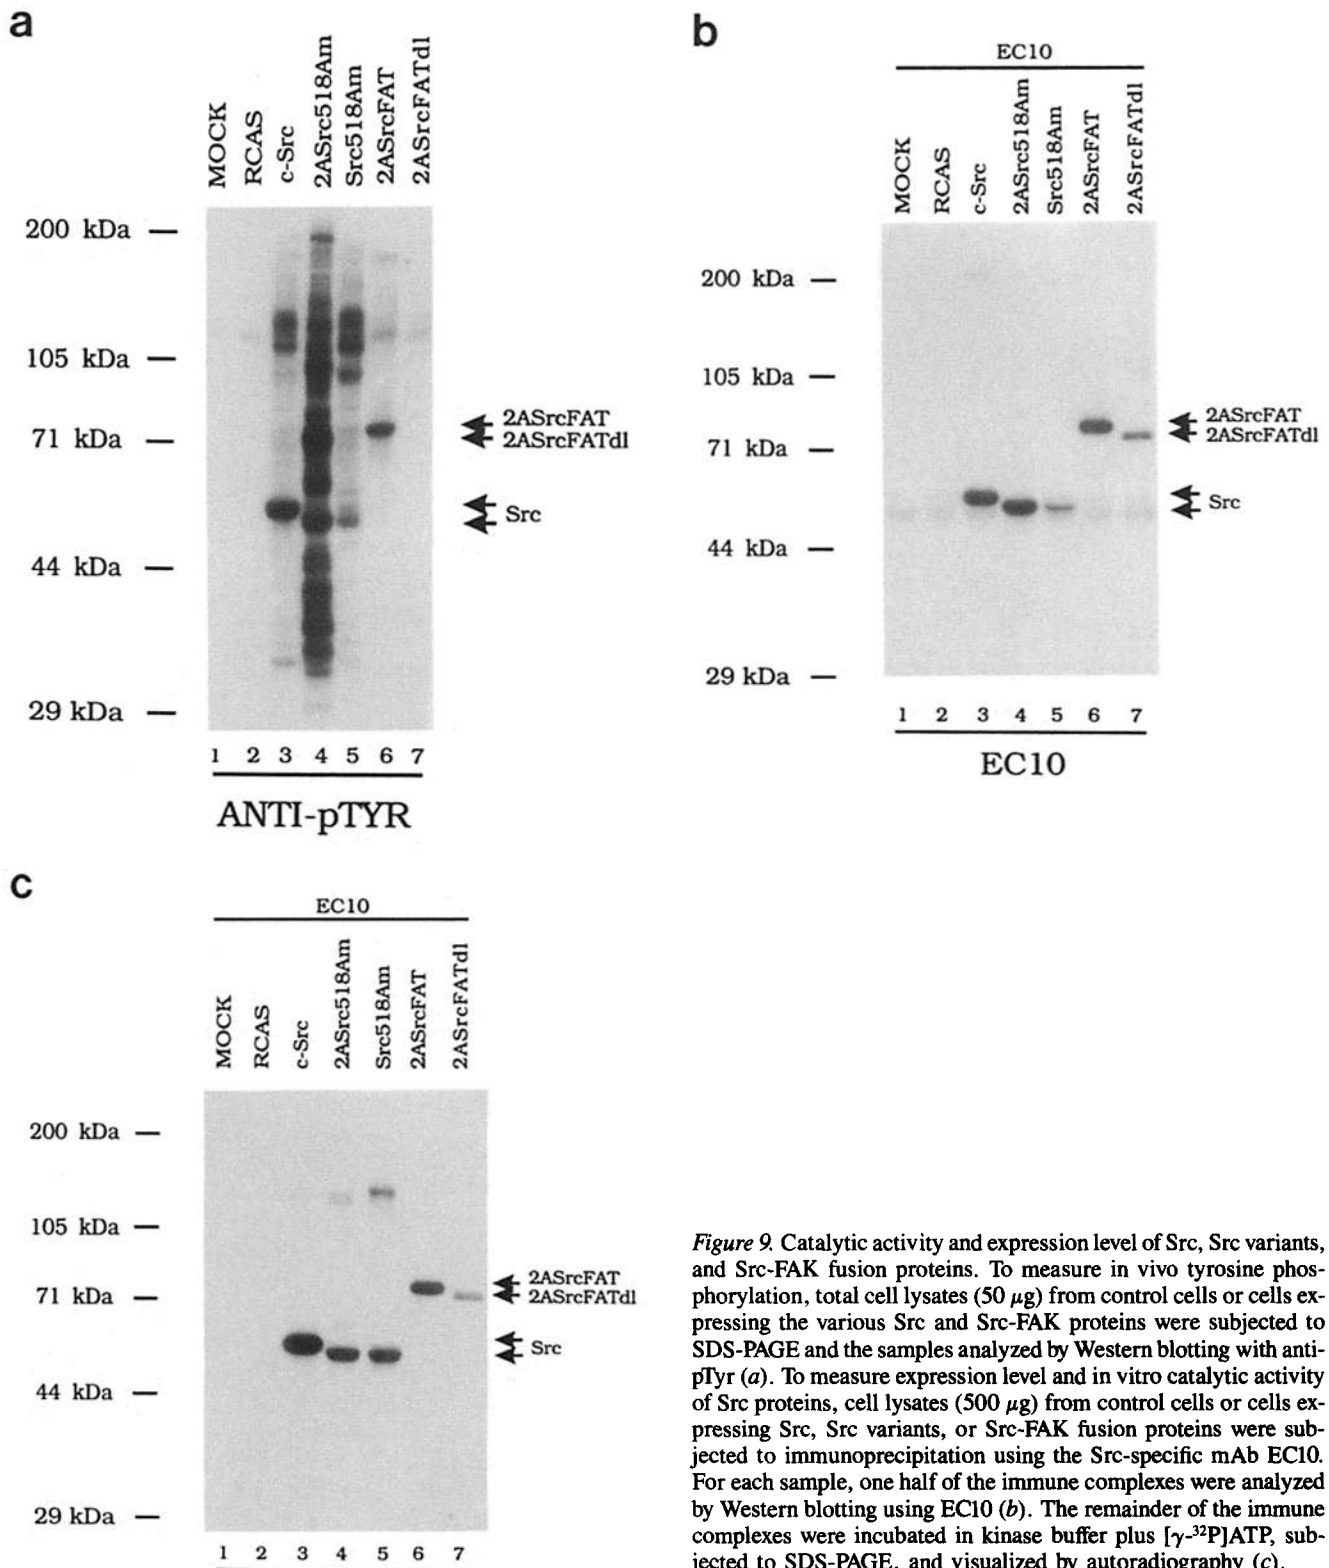 a
MOCK
RCAS
c-Src
2ASrc518Am
Src518Am
2ASrcFAT
2ASrcFATdl
200 kDa
105 kDa
71 kDa
44 kDa
29 kDa
2ASrcFAT
2ASrcFATdl
Src
1 2 3 4 5 6 7
ANTI-pTYR
b
EC10
MOCK
RCAS
c-Src
2ASrc518Am
Src518Am
2ASrcFAT
2ASrcFATdl
200 kDa
105 kDa
71 kDa
44 kDa
29 kDa
2ASrcFAT
2ASrcFATdl
Src
1 2 3 4 5 6 7
EC10
c
EC10
MOCK
RCAS
c-Src
2ASrc518Am
Src518Am
2ASrcFAT
2ASrcFATdl
200 kDa
105 kDa
71 kDa
44 kDa
29 kDa
2ASrcFAT
2ASrcFATdl
Src
1 2 3 4 5 6 7
Figure 9. Catalytic activity and expression level of Src, Src variants,
and Src-FAK fusion proteins. To measure in vivo tyrosine phos-
phorylation, total cell lysates (50 μg) from control cells or cells ex-
pressing the various Src and Src-FAK proteins were subjected to
SDS-PAGE and the samples analyzed by Western blotting with anti-
pTyr (a). To measure expression level and in vitro catalytic activity
of Src proteins, cell lysates (500 μg) from control cells or cells ex-
pressing Src, Src variants, or Src-FAK fusion proteins were sub-
jected to immunoprecipitation using the Src-specific mAb EC10.
For each sample, one half of the immune complexes were analyzed
by Western blotting using EC10 (b). The remainder of the immune
complexes were incubated in kinase buffer plus [γ-³²P]ATP, sub-
jected to SDS-PAGE, and visualized by autoradiography (c).